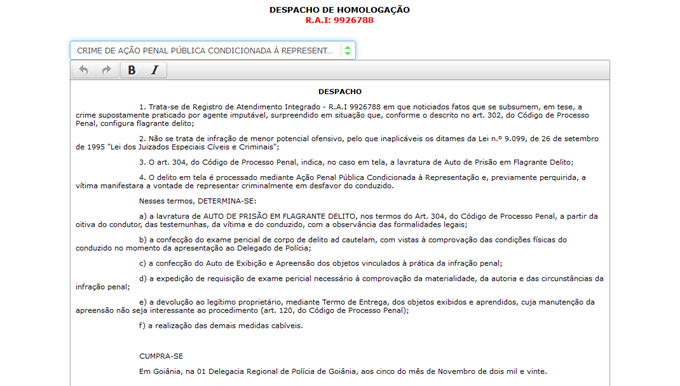 DESPACHO DE HOMOLOGAÇÃO
R.A.I: 9926788
CRIME DE AÇÃO PENAL PÚBLICA CONDICIONADA À REPRESENT...
B I
DESPACHO
1. Trata-se de Registro de Atendimento Integrado - R.A.I 9926788 em que noticiados fatos que se subsumem, em tese, a
crime supostamente praticado por agente imputável, surpreendido em situação que, conforme o descrito no art. 302, do Código de Processo
Penal, configura flagrante delito;
2. Não se trata de infração de menor potencial ofensivo, pelo que inaplicáveis os ditames da Lei n.º 9.099, de 26 de setembro
de 1995 "Lei dos Juizados Especiais Cíveis e Criminais";
3. O art. 304, do Código de Processo Penal, indica, no caso em tela, a lavratura de Auto de Prisão em Flagrante Delito;
4. O delito em tela é processado mediante Ação Penal Pública Condicionada à Representação e, previamente perquirida, a
vítima manifestara a vontade de representar criminalmente em desfavor do conduzido.
Nesses termos, DETERMINA-SE:
a) a lavratura de AUTO DE PRISÃO EM FLAGRANTE DELITO, nos termos do Art. 304, do Código de Processo Penal, a partir da
oitiva do condutor, das testemunhas, da vítima e do conduzido, com a observância das formalidades legais;
b) a confecção do exame pericial de corpo de delito ad cautelam, com vistas à comprovação das condições físicas do
conduzido no momento da apresentação ao Delegado de Polícia;
c) a confecção do Auto de Exibição e Apreensão dos objetos vinculados à prática da infração penal;
d) a expedição de requisição de exame pericial necessário à comprovação da materialidade, da autoria e das circunstâncias da
infração penal;
e) a devolução ao legítimo proprietário, mediante Termo de Entrega, dos objetos exibidos e aprendidos, cuja manutenção da
apreensão não seja interessante ao procedimento (art. 120, do Código de Processo Penal);
f) a realização das demais medidas cabíveis.
CUMPRA-SE
Em Goiânia, na 01 Delegacia Regional de Polícia de Goiânia, aos cinco do mês de Novembro de dois mil e vinte.